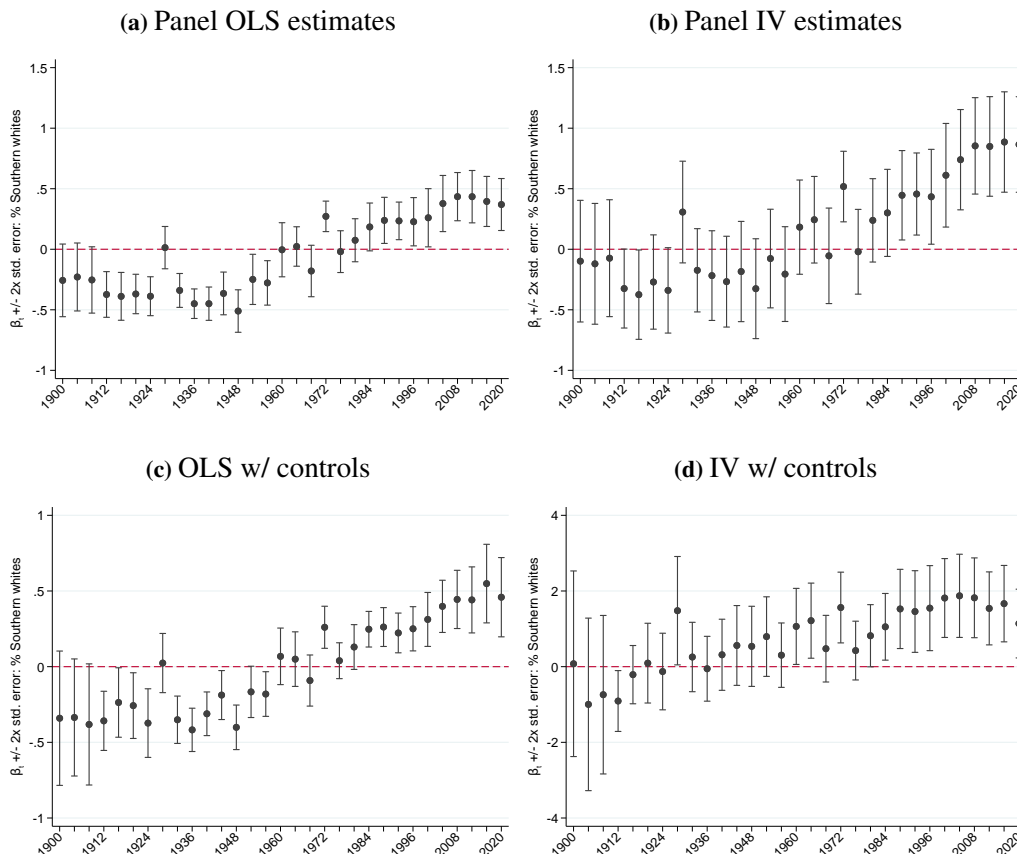 (a) Panel OLS estimates
β_t +/- 2x std. error: % Southern whites
1.5
1
.5
0
-.5
-1
1900 1912 1924 1936 1948 1960 1972 1984 1996 2008 2020
(b) Panel IV estimates
β_t +/- 2x std. error: % Southern whites
1.5
1
.5
0
-.5
-1
1900 1912 1924 1936 1948 1960 1972 1984 1996 2008 2020
(c) OLS w/ controls
β_t +/- 2x std. error: % Southern whites
1
.5
0
-.5
-1
1900 1912 1924 1936 1948 1960 1972 1984 1996 2008 2020
(d) IV w/ controls
β_t +/- 2x std. error: % Southern whites
4
2
0
-2
-4
1900 1912 1924 1936 1948 1960 1972 1984 1996 2008 2020